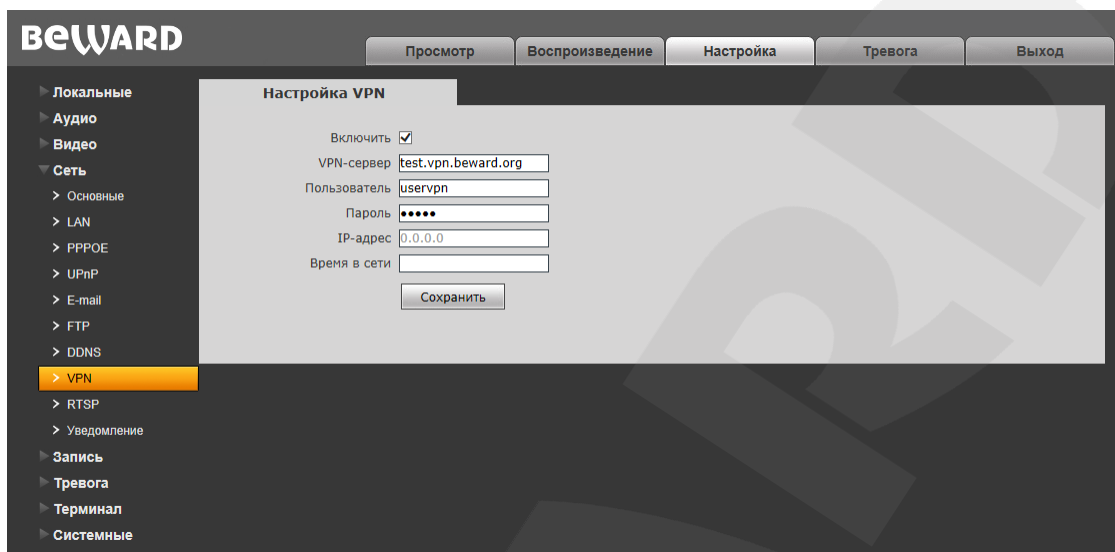 BEWARD
Просмотр Воспроизведение Настройка Тревога Выход
Локальные
Аудио
Видео
Сеть
> Основные
> LAN
> PPPOE
> UPnP
> E-mail
> FTP
> DDNS
> VPN
> RTSP
> Уведомление
Запись
Тревога
Терминал
Системные
Настройка VPN
Включить
VPN-сервер test.vpn.beward.org
Пользователь uservpn
Пароль •••••
IP-адрес 0.0.0.0
Время в сети
Сохранить